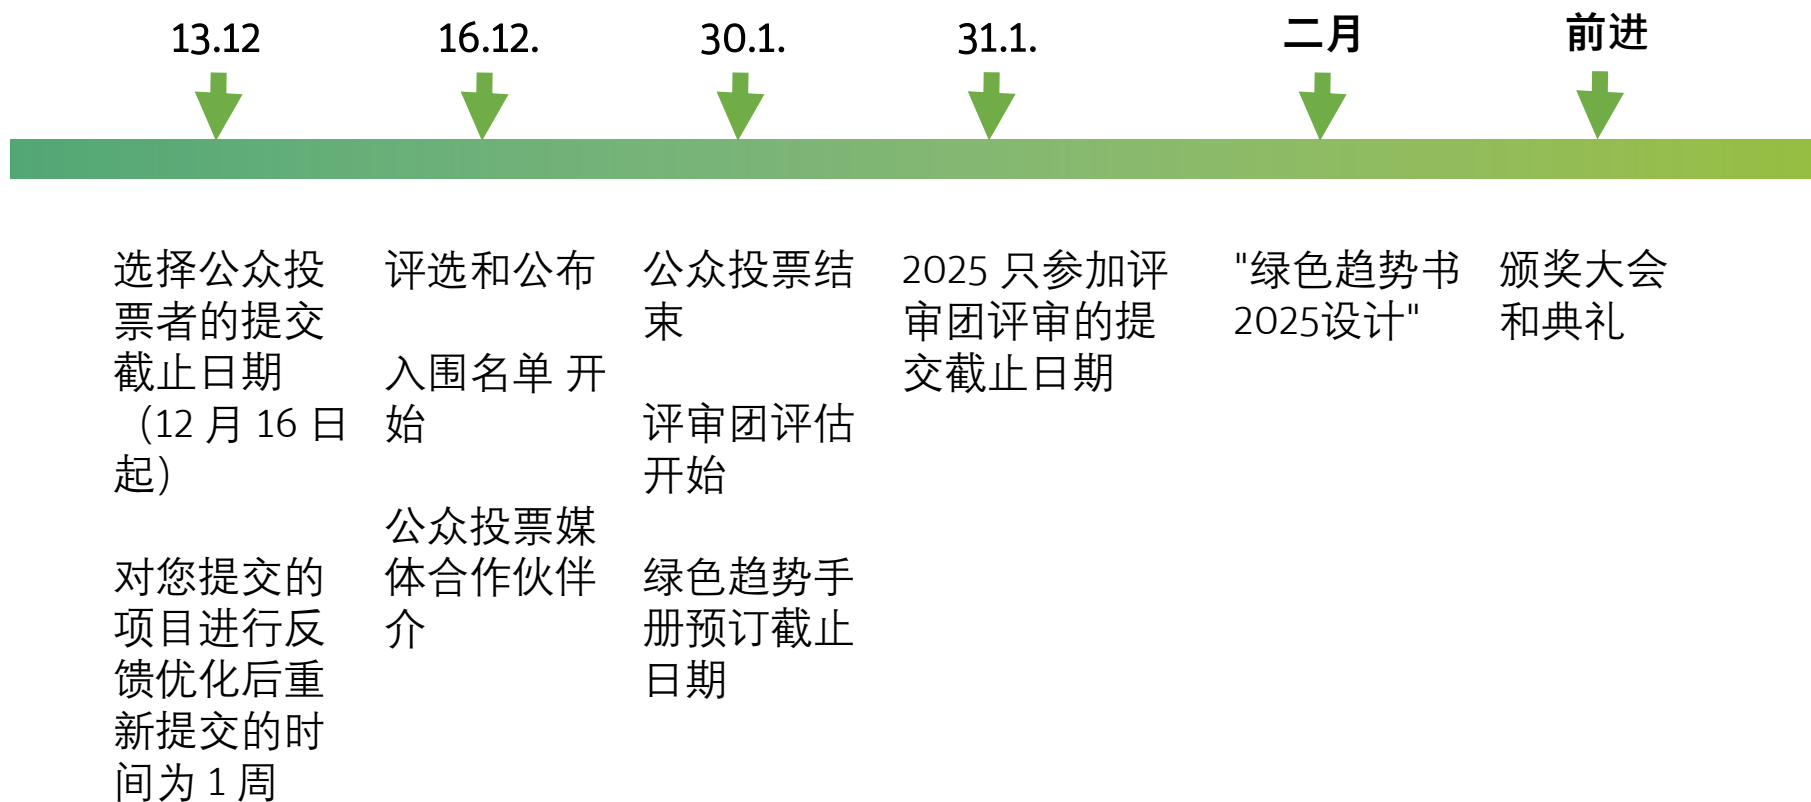 13.12
16.12.
30.1.
31.1.
二月
前进
选择公众投
票者的提交
截止日期
（12 月 16 日
起）
对您提交的
项目进行反
馈优化后重
新提交的时
间为 1 周
评选和公布
入围名单 开
始
公众投票媒
体合作伙伴
介
公众投票结
束
评审团评估
开始
绿色趋势手
册预订截止
日期
2025 只参加评
审团评审的提
交截止日期
"绿色趋势书
2025设计"
颁奖大会
和典礼